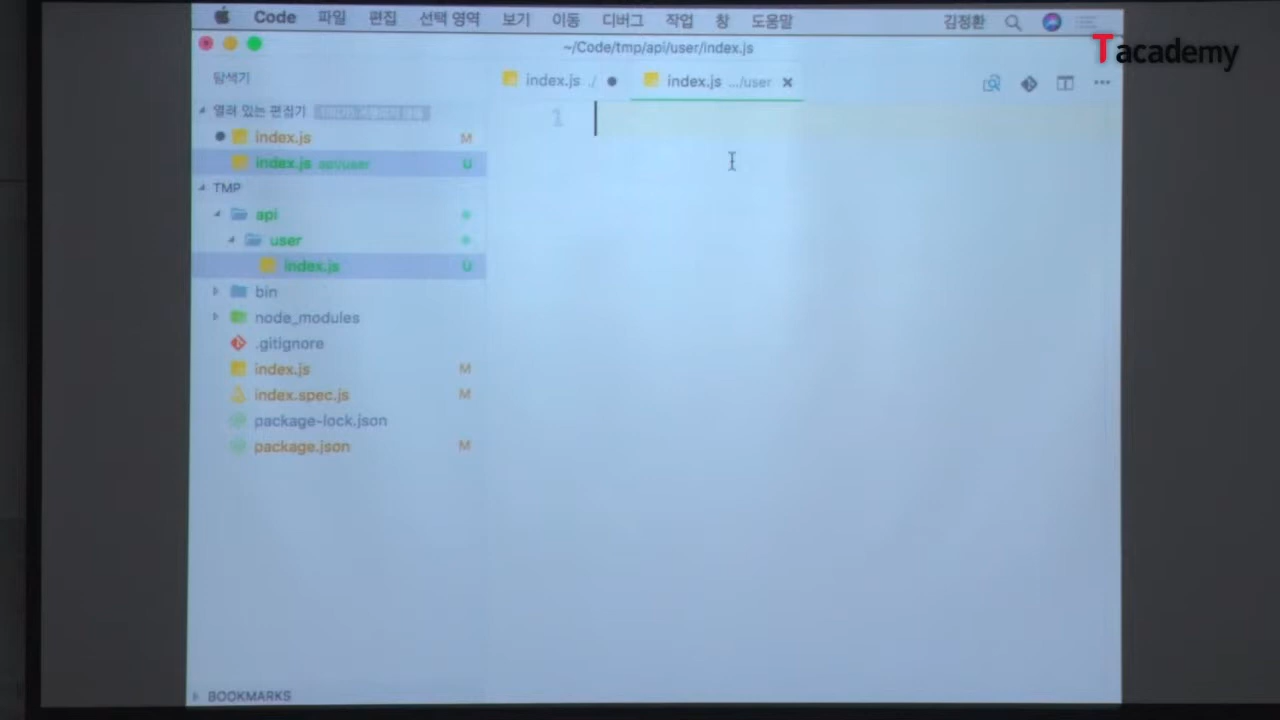 Code 파일 편집 선택 영역 보기 이동 디버그 작업 창 도움말 김정환
~/Code/tmp/api/user/index.js
Tacademy
탐색기
index.js ./
index.js .../user
열려 있는 편집기
1
index.js M
index.js api/user U
TMP
api
user
index.js U
bin
node_modules
.gitignore
index.js M
index.spec.js M
package-lock.json
package.json M
BOOKMARKS